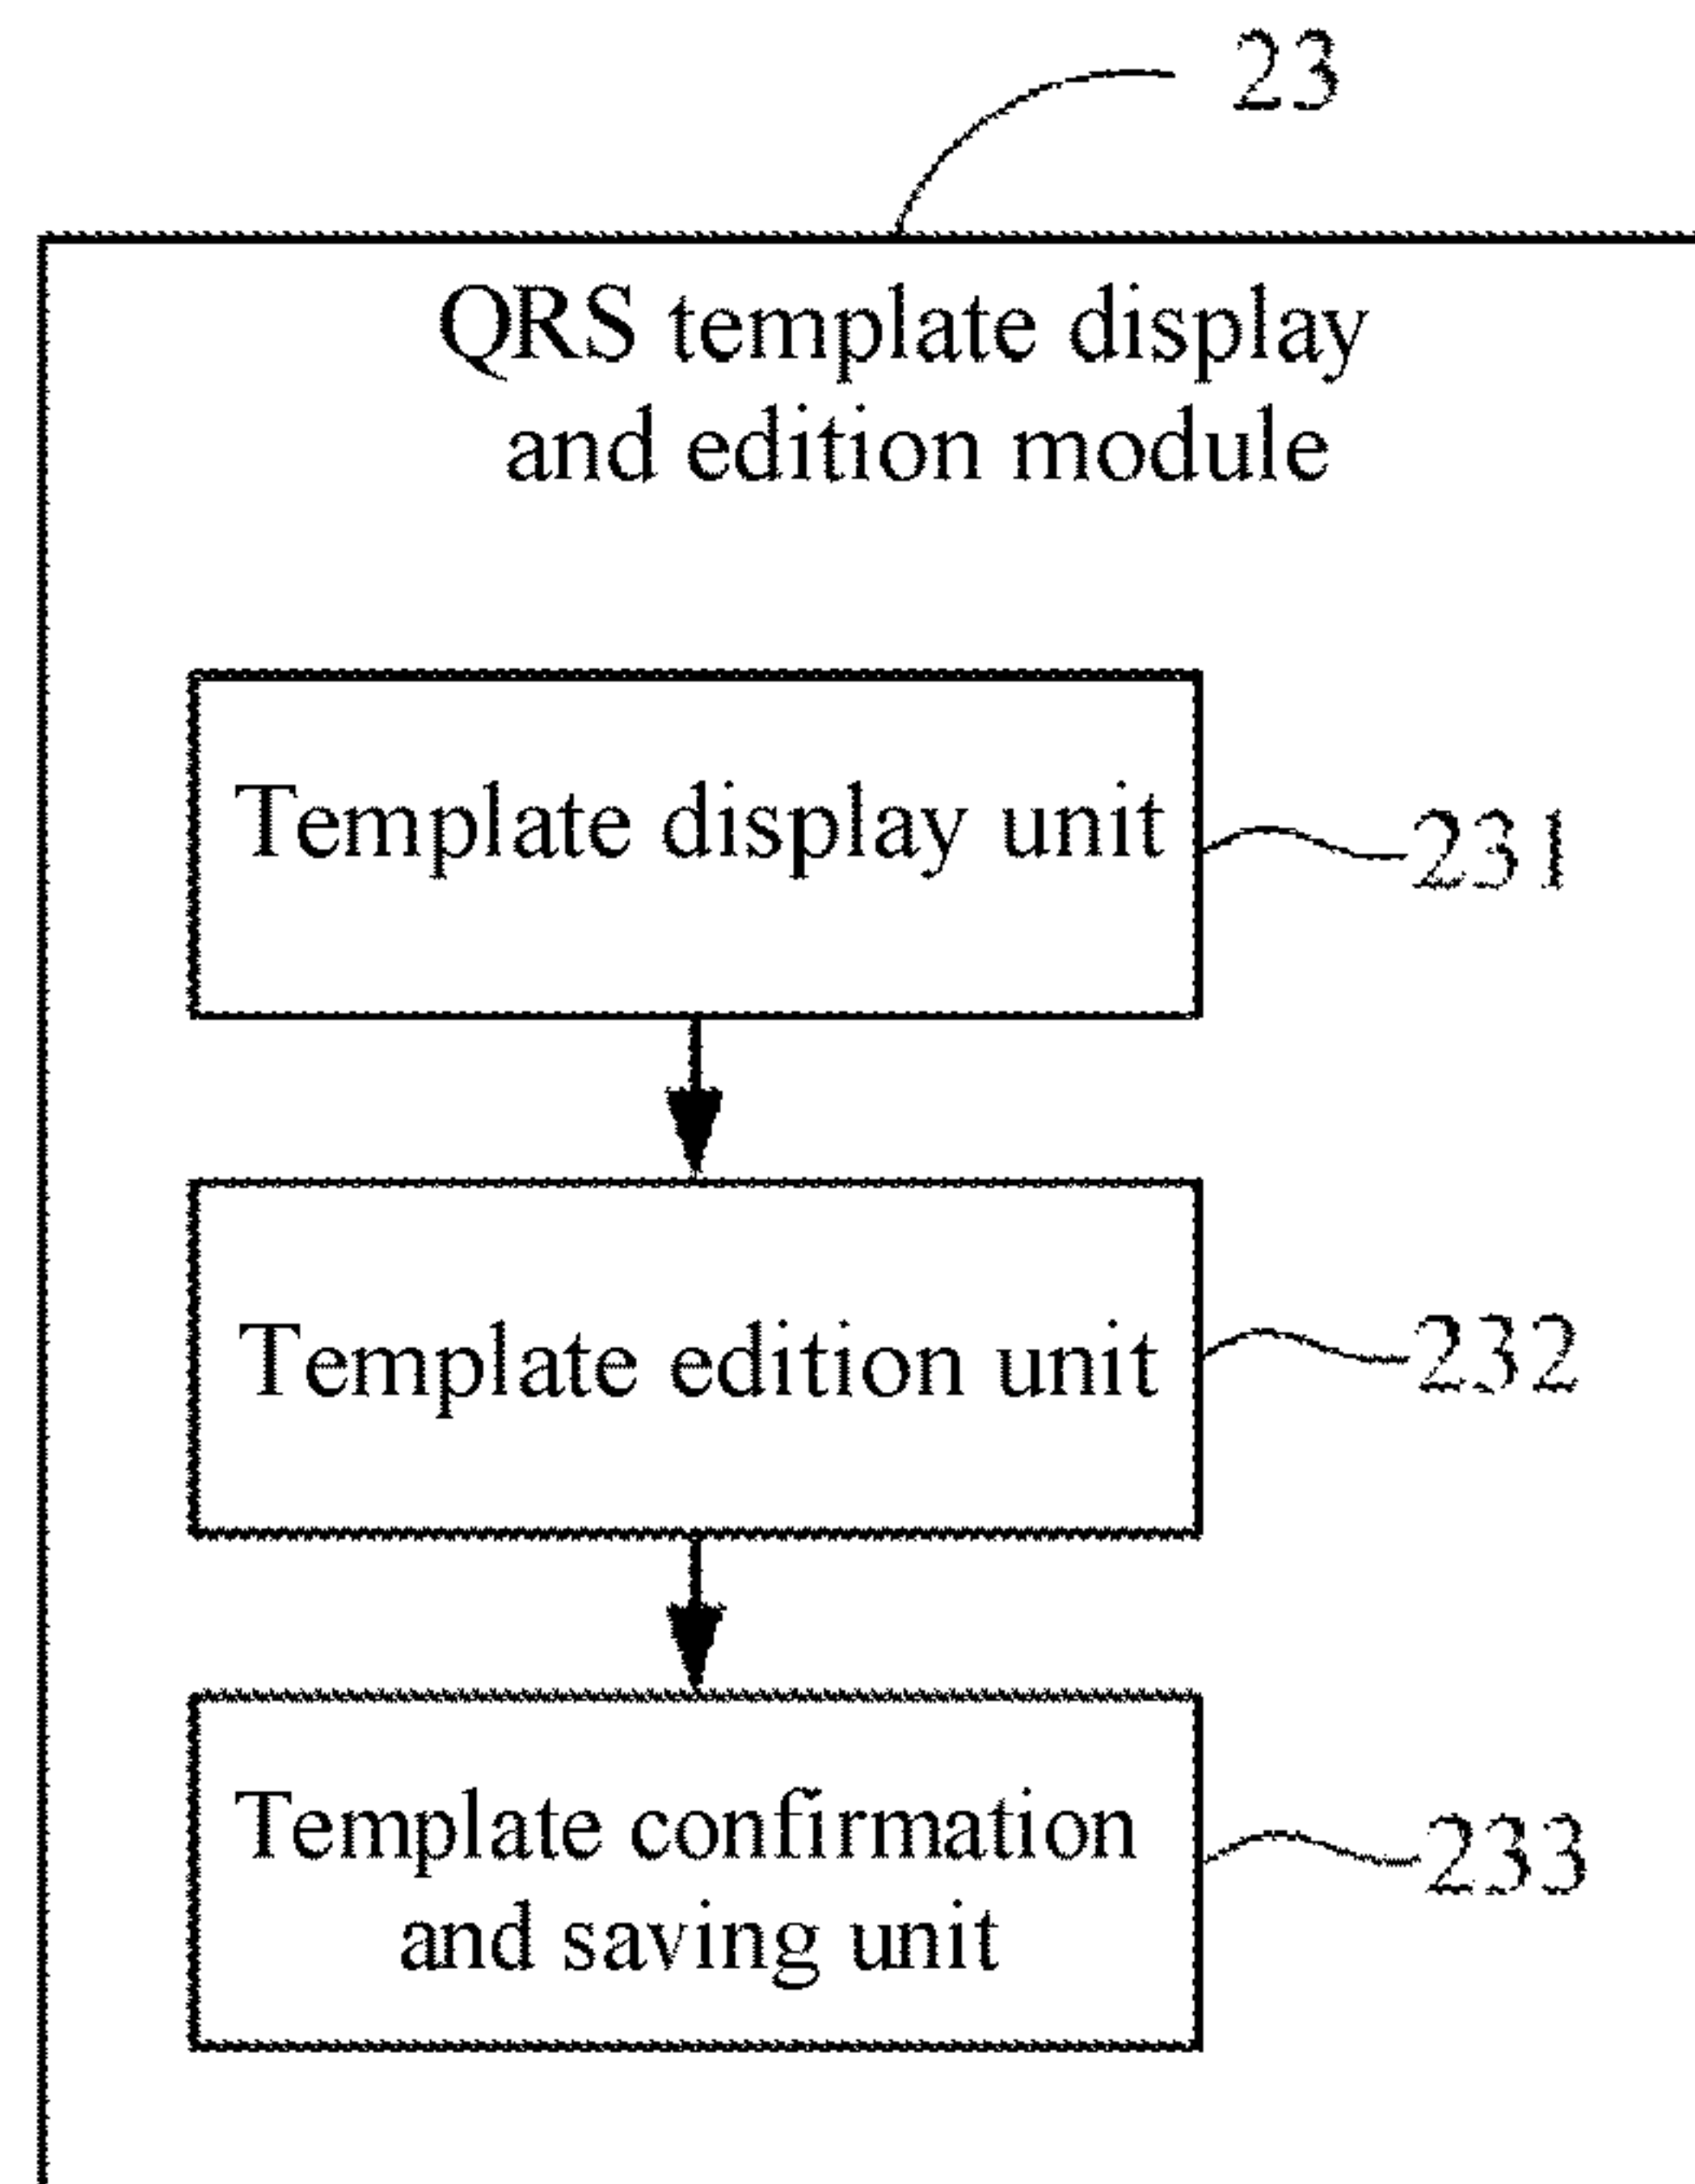 23
QRS template display
and edition module
Template display unit
231
Template edition unit
232
Template confirmation
and saving unit
233